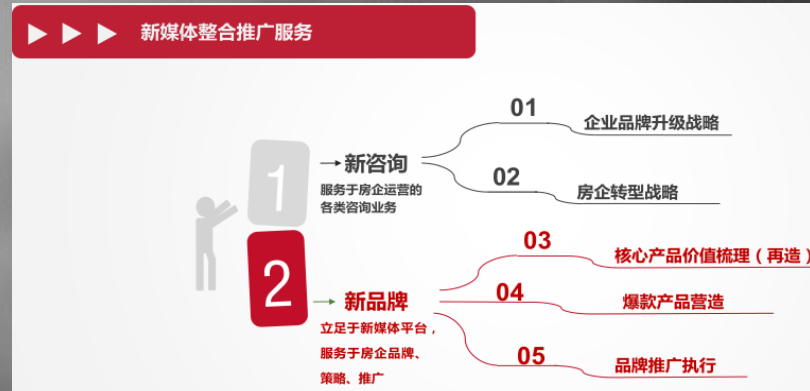 新媒体整合推广服务
1
新咨询
服务于房企运营的
各类咨询业务
01
企业品牌升级战略
02
房企转型战略
2
新品牌
立足于新媒体平台，
服务于房企品牌、
策略、推广
03
核心产品价值梳理（再造）
04
爆款产品营造
05
品牌推广执行